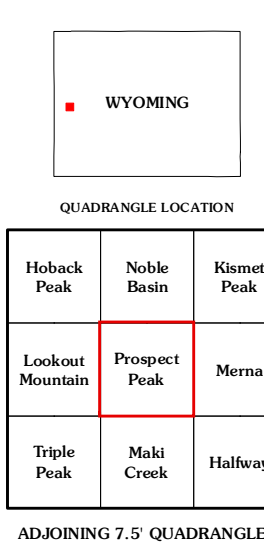 WYOMING
QUADRANGLE LOCATION
Hoback
Peak
Noble
Basin
Kismet
Peak
Lookout
Mountain
Prospect
Peak
Merna
Triple
Peak
Maki
Creek
Halfway
ADJOINING 7.5' QUADRANGLE